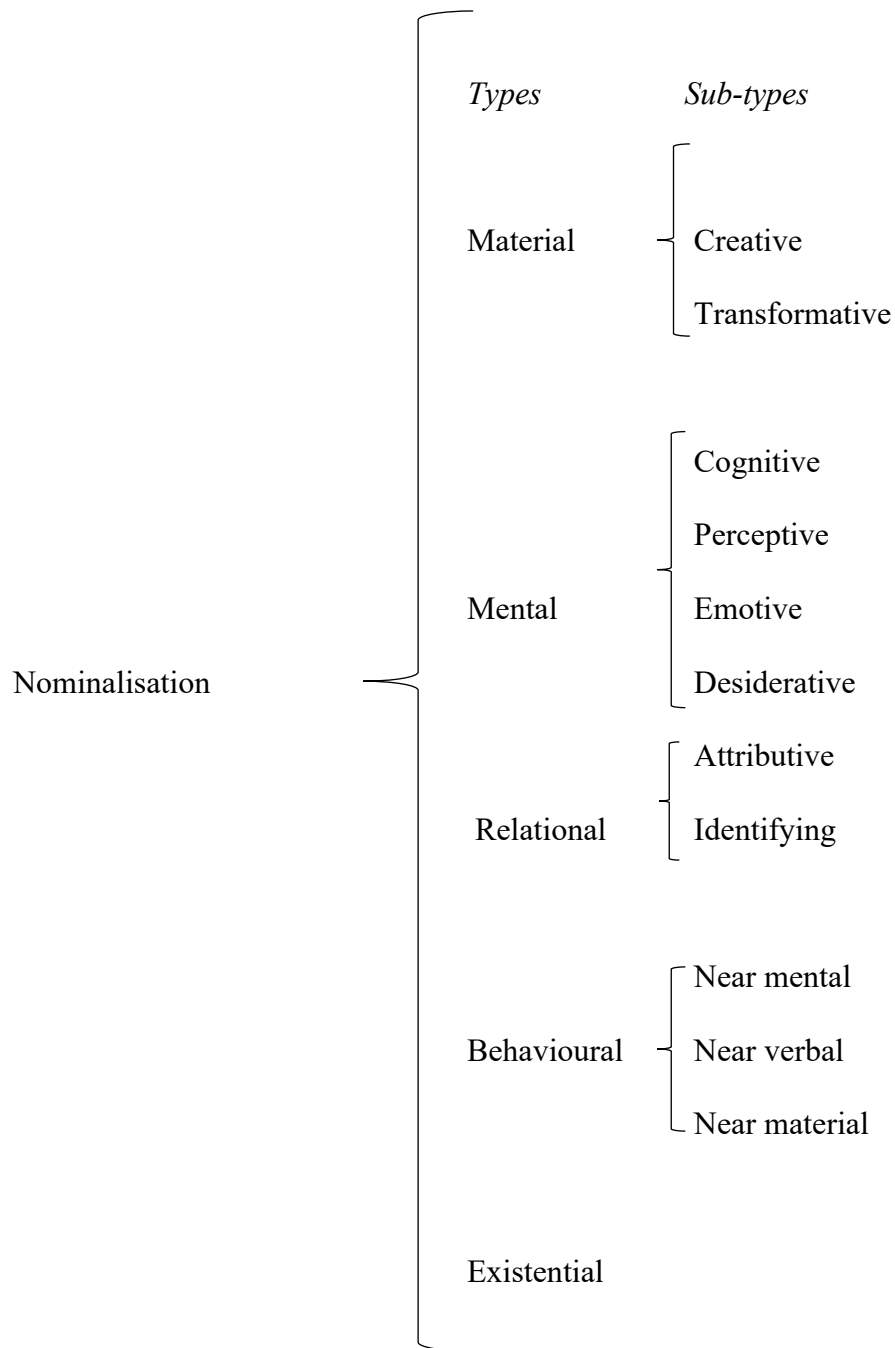 Types Sub-types
Material Creative
Transformative
Cognitive
Perceptive
Mental Emotive
Nominalisation Desiderative
Attributive
Relational Identifying
Near mental
Behavioural Near verbal
Near material
Existential